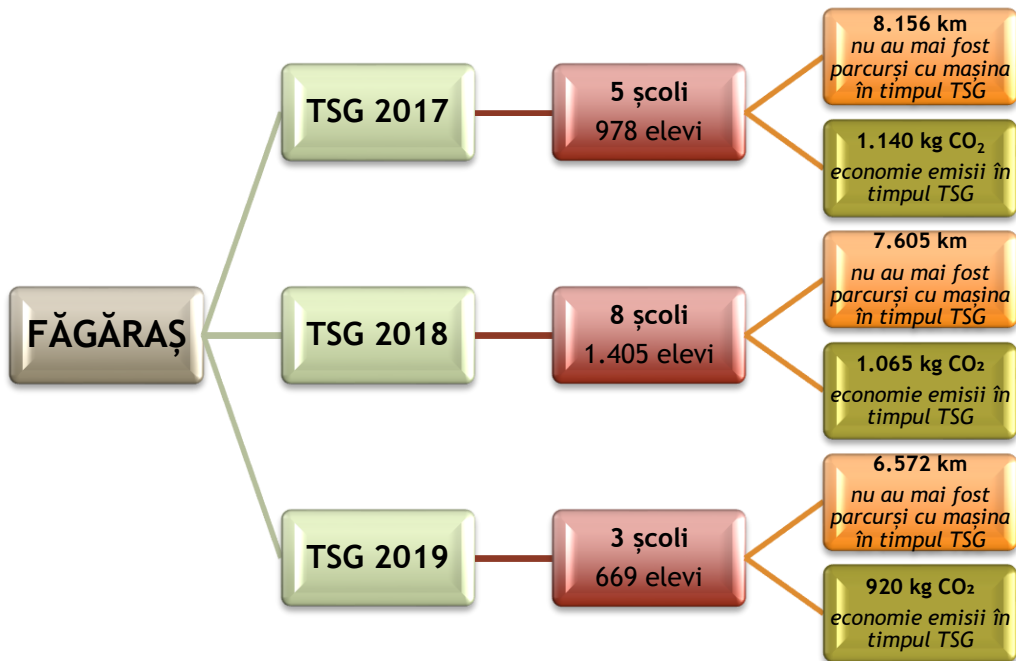 FĂGĂRAȘ
TSG 2017
5 școli
978 elevi
8.156 km
nu au mai fost
parcurși cu mașina
în timpul TSG
1.140 kg CO₂
economie emisii în
timpul TSG
TSG 2018
8 școli
1.405 elevi
7.605 km
nu au mai fost
parcurși cu mașina
în timpul TSG
1.065 kg CO₂
economie emisii în
timpul TSG
TSG 2019
3 școli
669 elevi
6.572 km
nu au mai fost
parcurși cu mașina
în timpul TSG
920 kg CO₂
economie emisii în
timpul TSG